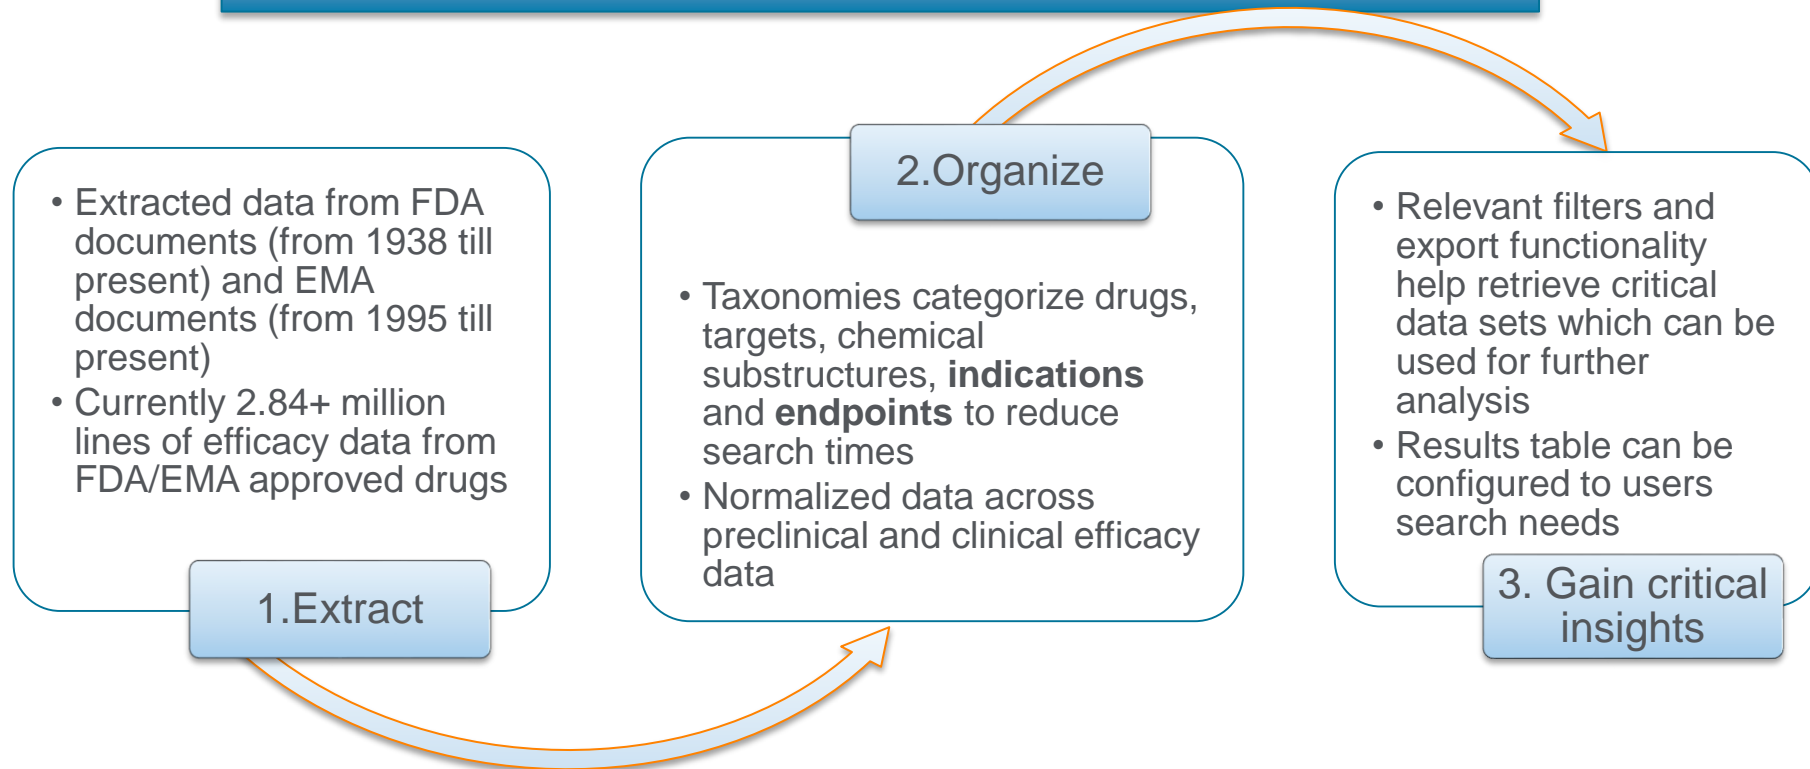 • Extracted data from FDA
documents (from 1938 till
present) and EMA
documents (from 1995 till
present)
• Currently 2.84+ million
lines of efficacy data from
FDA/EMA approved drugs
1.Extract
2.Organize
• Taxonomies categorize drugs,
targets, chemical
substructures, indications
and endpoints to reduce
search times
• Normalized data across
preclinical and clinical efficacy
data
• Relevant filters and
export functionality
help retrieve critical
data sets which can be
used for further
analysis
• Results table can be
configured to users
search needs
3. Gain critical
insights